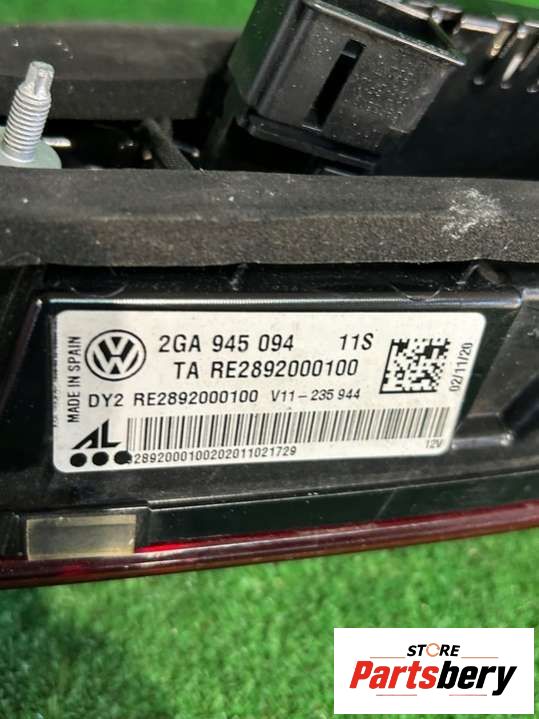 MADE IN SPAIN
2GA 945 094 11S
TA RE2892000100
DY2 RE2892000100 V11-235 944
02/11/20
AL
2892000100202011021729
12V
STORE
Partsbery